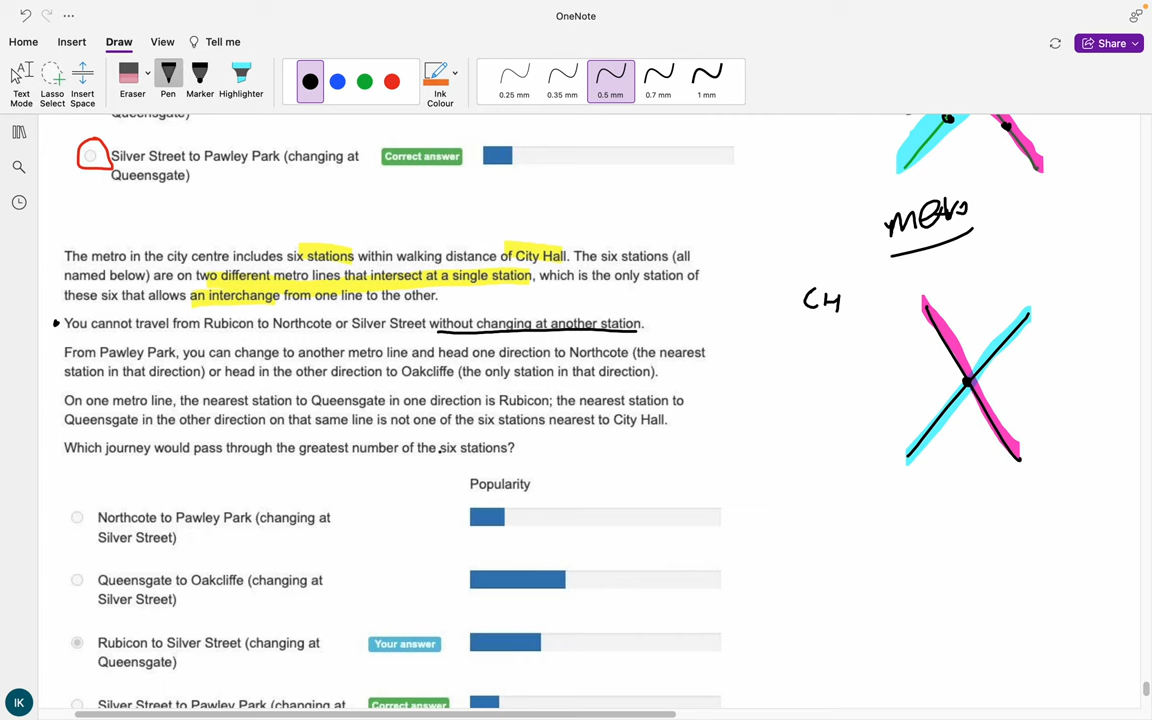 OneNote
Home Insert Draw View Tell me
Share
Text Mode
Lasso Select
Insert Space
Eraser
Pen
Marker
Highlighter
0.25 mm
0.35 mm
0.5 mm
0.7 mm
1 mm
Ink Colour
Queensgate)
Silver Street to Pawley Park (changing at
Queensgate)
Correct answer
metro
The metro in the city centre includes six stations within walking distance of City Hall. The six stations (all
named below) are on two different metro lines that intersect at a single station, which is the only station of
these six that allows an interchange from one line to the other.
CH
You cannot travel from Rubicon to Northcote or Silver Street without changing at another station.
From Pawley Park, you can change to another metro line and head one direction to Northcote (the nearest
station in that direction) or head in the other direction to Oakcliffe (the only station in that direction).
On one metro line, the nearest station to Queensgate in one direction is Rubicon; the nearest station to
Queensgate in the other direction on that same line is not one of the six stations nearest to City Hall.
Which journey would pass through the greatest number of the six stations?
Popularity
Northcote to Pawley Park (changing at
Silver Street)
Queensgate to Oakcliffe (changing at
Silver Street)
Rubicon to Silver Street (changing at
Queensgate)
Your answer
Silver Street to Pawley Park (changing at
Correct answer
IK